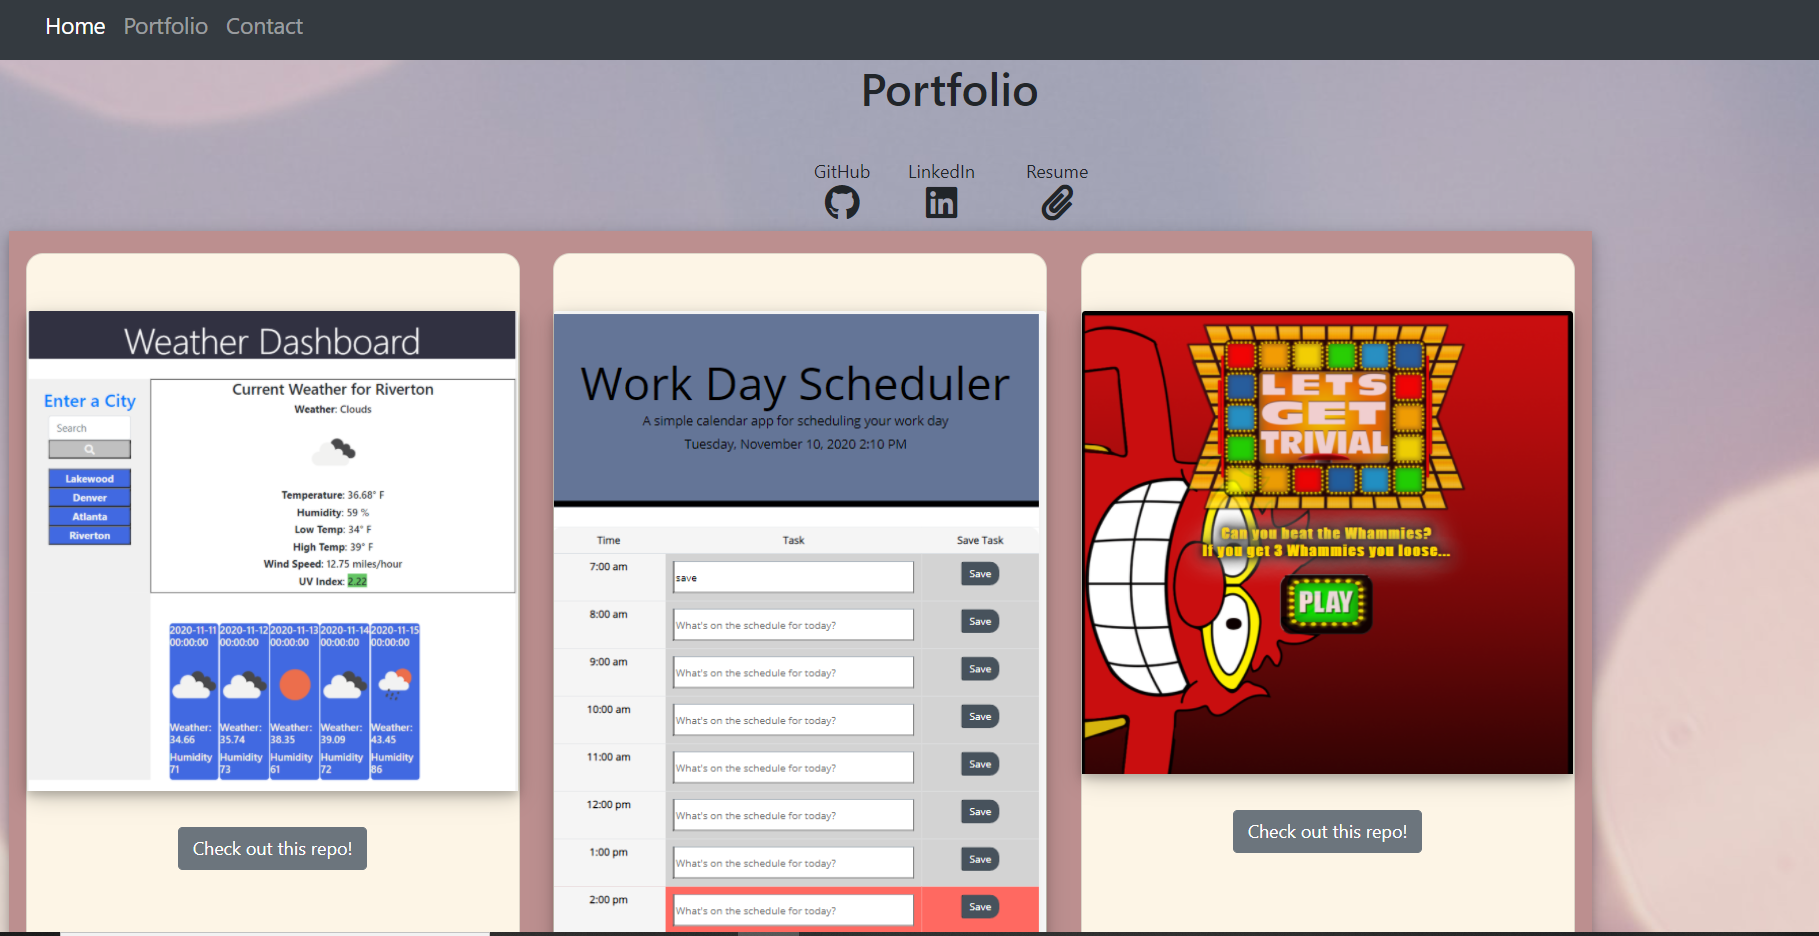 Home Portfolio Contact
Portfolio
GitHub LinkedIn Resume
Weather Dashboard
Enter a City
Search
Lakewood
Denver
Atlanta
Riverton
Current Weather for Riverton
Weather: Clouds
Temperature: 36.68° F
Humidity: 59 %
Low Temp: 34° F
High Temp: 39° F
Wind Speed: 12.75 miles/hour
UV Index: 2.22
2020-11-11 2020-11-12 2020-11-13 2020-11-14 2020-11-15
00:00:00 00:00:00 00:00:00 00:00:00 00:00:00
Weather: Weather: Weather: Weather: Weather:
34.66 35.74 38.35 39.09 43.45
Humidity Humidity Humidity Humidity Humidity
71 73 61 72 86
Check out this repo!
Work Day Scheduler
A simple calendar app for scheduling your work day
Tuesday, November 10, 2020 2:10 PM
Time Task Save Task
7:00 am save Save
8:00 am What's on the schedule for today? Save
9:00 am What's on the schedule for today? Save
10:00 am What's on the schedule for today? Save
11:00 am What's on the schedule for today? Save
12:00 pm What's on the schedule for today? Save
1:00 pm What's on the schedule for today? Save
2:00 pm What's on the schedule for today? Save
LETS
GET
TRIVIAL
Can you beat the Whammies?
If you get 3 Whammies you loose...
PLAY
Check out this repo!